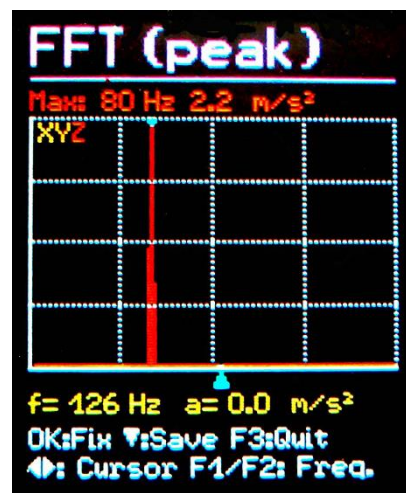 FFT (peak)
Max: 80 Hz 2.2 m/s²
XYZ
f= 126 Hz a= 0.0 m/s²
OK:Fix ▼:Save F3:Quit
◀▶: Cursor F1/F2: Freq.